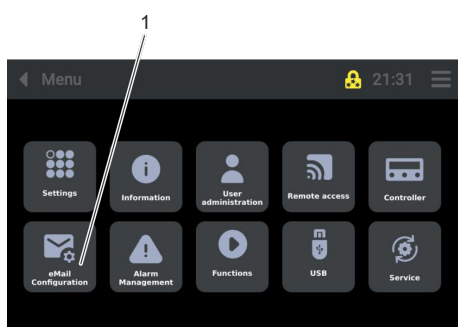 1
Menu
21:31
Settings
Information
User
administration
Remote access
Controller
eMail
Configuration
Alarm
Management
Functions
USB
Service